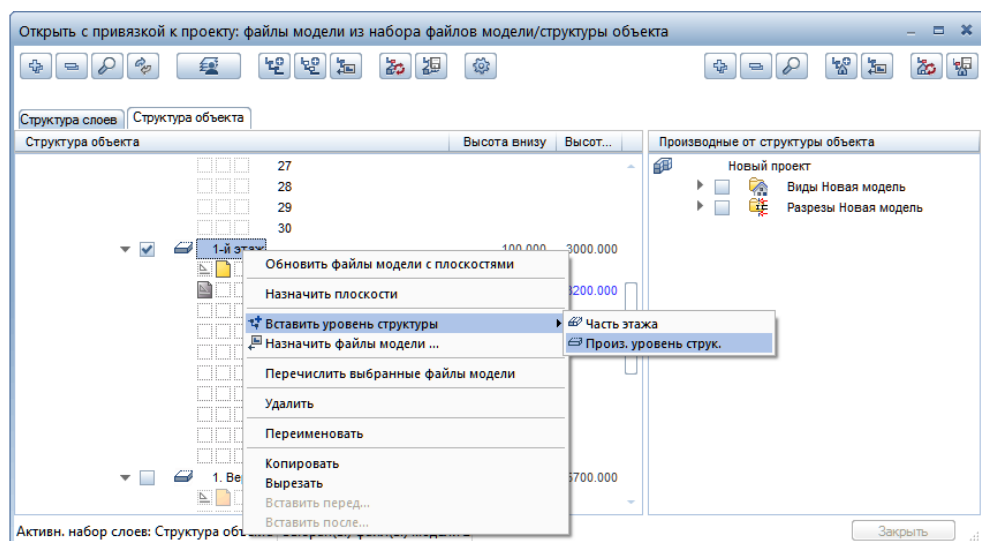 Открыть с привязкой к проекту: файлы модели из набора файлов модели/структуры объекта
Структура слоев Структура объекта
Структура объекта Высота внизу Высот... Производные от структуры объекта
27 Новый проект
28 Виды Новая модель
29 Разрезы Новая модель
30
1-й этаж 100.000 3000.000
Обновить файлы модели с плоскостями
Назначить плоскости 3200.000
Вставить уровень структуры Часть этажа
Назначить файлы модели ... Произ. уровень струк.
Перечислить выбранные файлы модели
Удалить
Переименовать
Копировать
1. Ве 5700.000
Вырезать
Вставить перед...
Вставить после...
Активн. набор слоев: Структура Закрыть